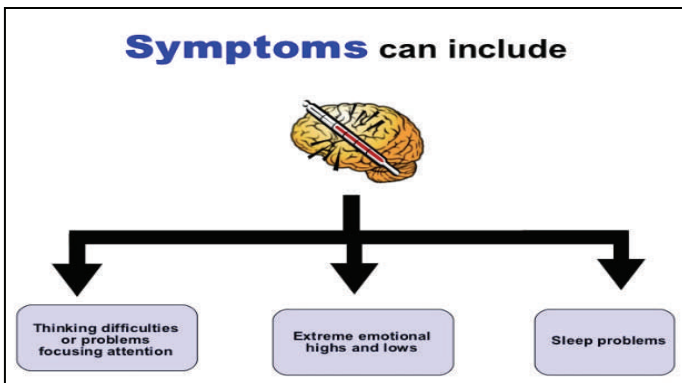 Symptoms can include
Thinking difficulties
or problems
focusing attention
Extreme emotional
highs and lows
Sleep problems